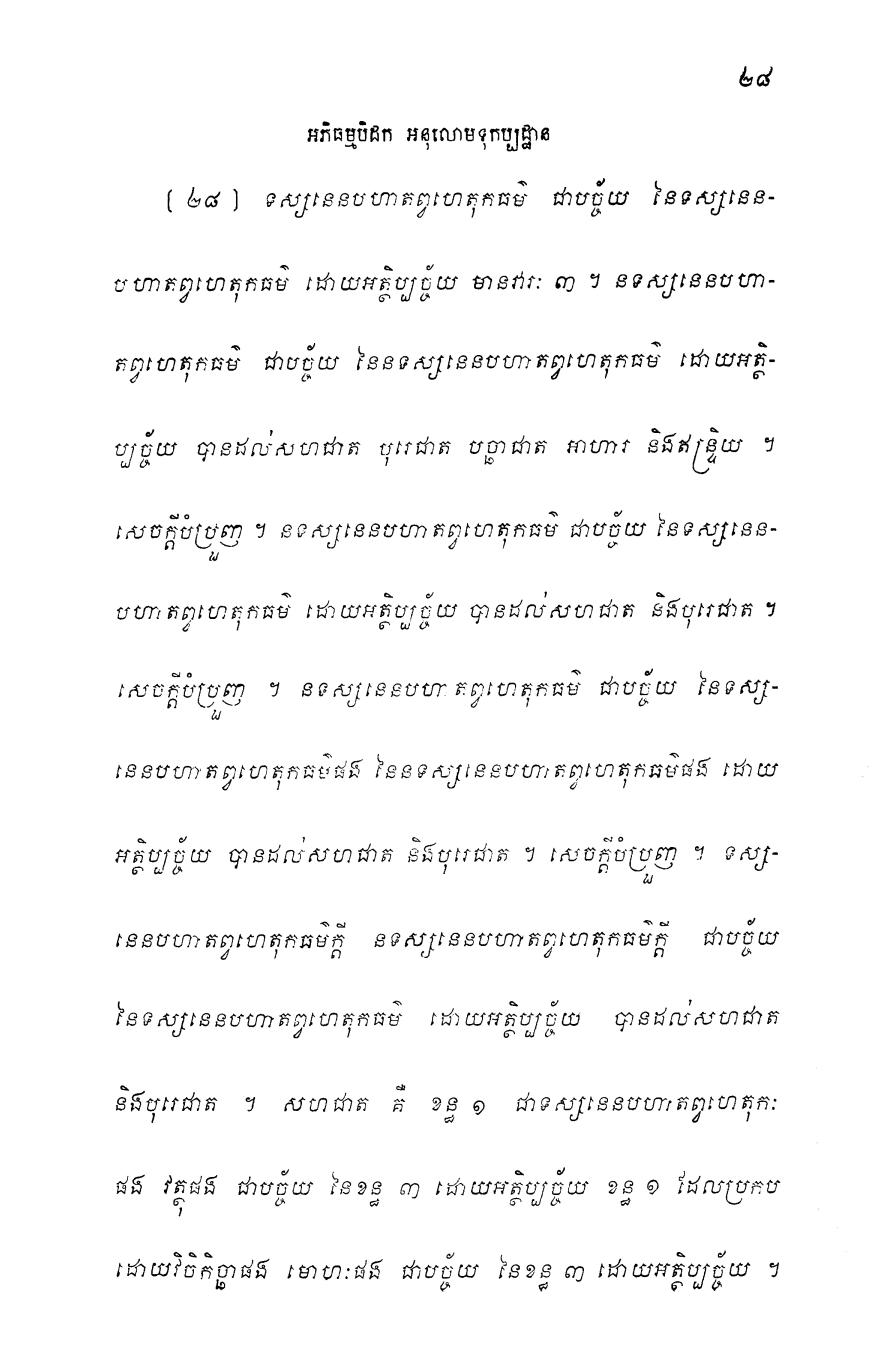 ២៨
អភិធម្មបិដក អនុលោមទុកប្បដ្ឋាន
[ ២៨ ] ទស្សនេនបហាតព្វហេតុកធម៌ ជាបច្ច័យ នៃទស្សនេន-
បហាតព្វហេតុកធម៌ ដោយអត្ថិប្បច្ច័យ មានវារៈ ៣ ។ នទស្សនេនបហា-
តព្វហេតុកធម៌ ជាបច្ច័យ នៃនទស្សនេនបហាតព្វហេតុកធម៌ ដោយអត្ថិ-
ប្បច្ច័យ បានដល់សហជាត បុរេជាត បច្ឆាជាត អាហារ និងឥន្ទ្រិយ ។
សេចក្តីបំប្រួញ ។ នទស្សនេនបហាតព្វហេតុកធម៌ ជាបច្ច័យ នៃទស្សនេន-
បហាតព្វហេតុកធម៌ ដោយអត្ថិប្បច្ច័យ បានដល់សហជាត និងបុរេជាត ។
សេចក្តីបំប្រួញ ។ នទស្សនេនបហាតព្វហេតុកធម៌ ជាបច្ច័យ នៃទស្ស-
នេនបហាតព្វហេតុកធម៌ផង នៃនទស្សនេនបហាតព្វហេតុកធម៌ផង ដោយ
អត្ថិប្បច្ច័យ បានដល់សហជាត និងបុរេជាត ។ សេចក្តីបំប្រួញ ។ ទស្ស-
នេនបហាតព្វហេតុកធម៌ក្តី នទស្សនេនបហាតព្វហេតុកធម៌ក្តី ជាបច្ច័យ
នៃទស្សនេនបហាតព្វហេតុកធម៌ ដោយអត្ថិប្បច្ច័យ បានដល់សហជាត
និងបុរេជាត ។ សហជាត គឺ ខន្ធ ១ ជាទស្សនេនបហាតព្វហេតុកៈ
ផង វត្ថុផង ជាបច្ច័យ នៃខន្ធ ៣ ដោយអត្ថិប្បច្ច័យ ខន្ធ ១ ដែលប្រកប
ដោយវិចិកិច្ឆាផង មោហៈផង ជាបច្ច័យ នៃខន្ធ ៣ ដោយអត្ថិប្បច្ច័យ ។